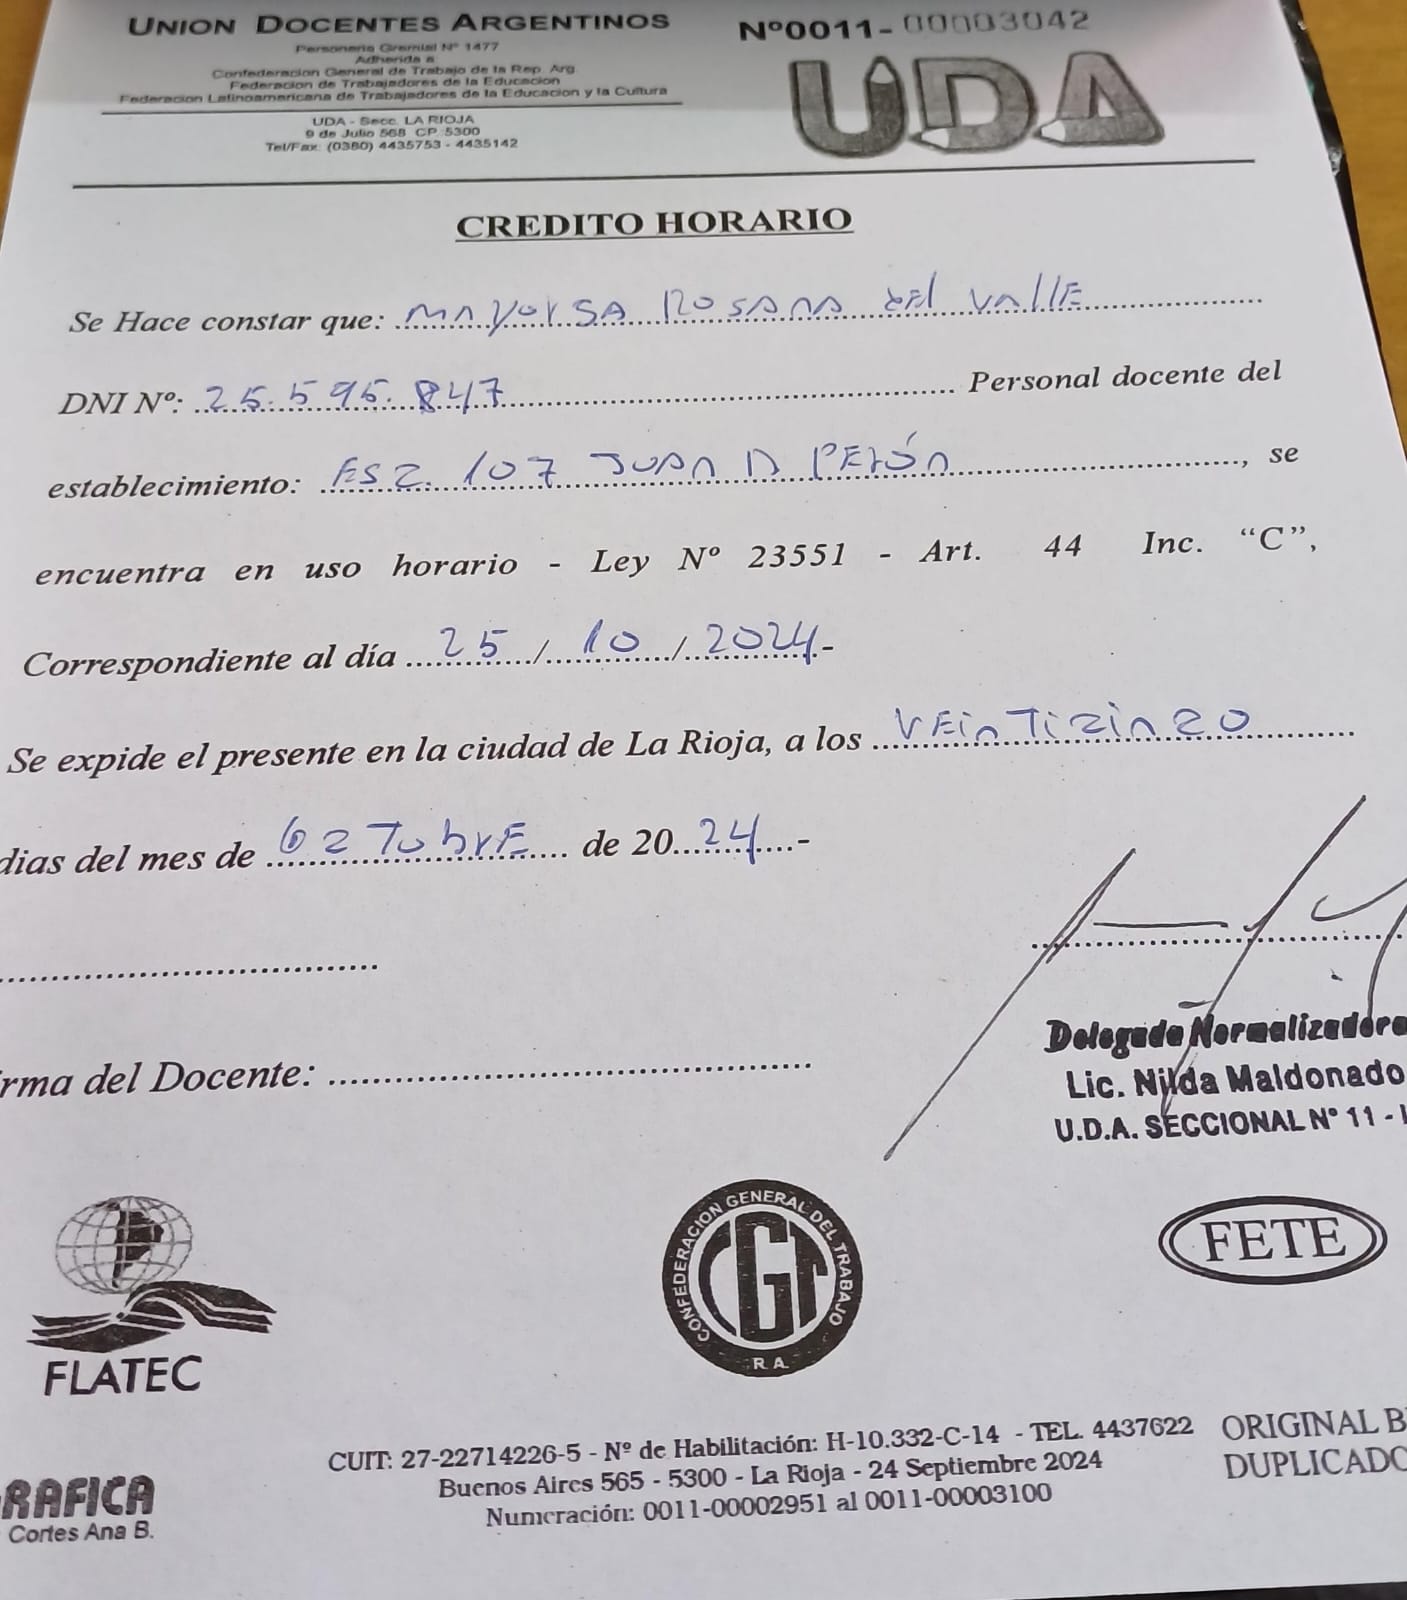 UNION DOCENTES ARGENTINOS
Personeria Gremial Nº 1477
Adherida a
Confederacion General de Trabajo de la Rep. Arg.
Federacion de Trabajadores de la Educacion
Federacion Latinoamericana de Trabajadores de la Educacion y la Cultura
UDA - Secc. LA RIOJA
9 de Julio 568 CP. 5300
Tel/Fax: (0380) 4435753 - 4435142
Nº0011-00003042
UDA
CREDITO HORARIO
Se Hace constar que: MAYorSA ROSANA dEl VAllE
DNI Nº: 25.595.847 Personal docente del
establecimiento: ESZ. 107 JUAN D PErÓn, se
encuentra en uso horario - Ley Nº 23551 - Art. 44 Inc. “C”,
Correspondiente al día 25/10/2024.-
Se expide el presente en la ciudad de La Rioja, a los VEinTizinzo
dias del mes de OzTubrE de 2024.-
irma del Docente:
Delegada Normalizadora
Lic. Nilda Maldonado
U.D.A. SECCIONAL Nº 11 -
FLATEC
CONFEDERACION GENERAL DEL TRABAJO
CGT
R.A.
FETE
CUIT: 27-22714226-5 - Nº de Habilitación: H-10.332-C-14 - TEL. 4437622
Buenos Aires 565 - 5300 - La Rioja - 24 Septiembre 2024
Numeración: 0011-00002951 al 0011-00003100
ORIGINAL B
DUPLICADO
RAFICA
Cortes Ana B.